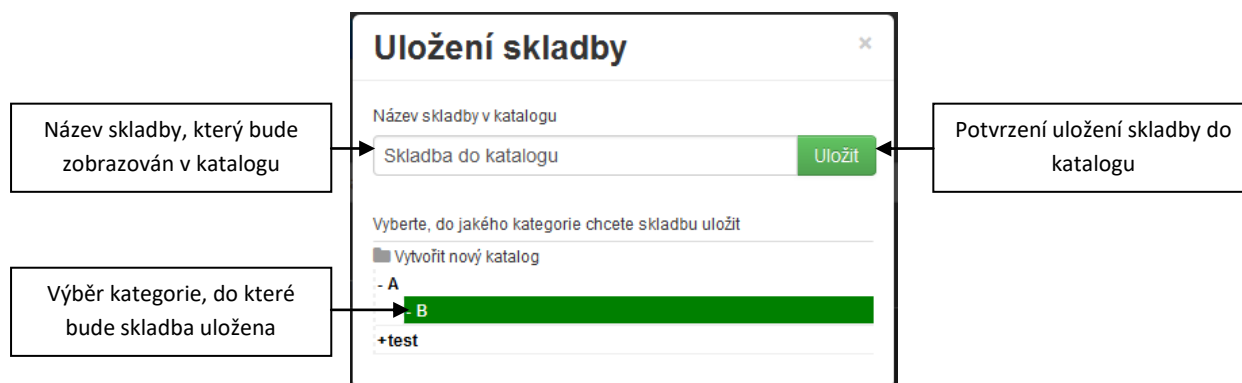 Uložení skladby
×
Název skladby v katalogu
Název skladby, který bude
zobrazován v katalogu
Skladba do katalogu
Uložit
Potvrzení uložení skladby do
katalogu
Vyberte, do jakého kategorie chcete skladbu uložit
Vytvořit nový katalog
- A
Výběr kategorie, do které
bude skladba uložena
- B
+test